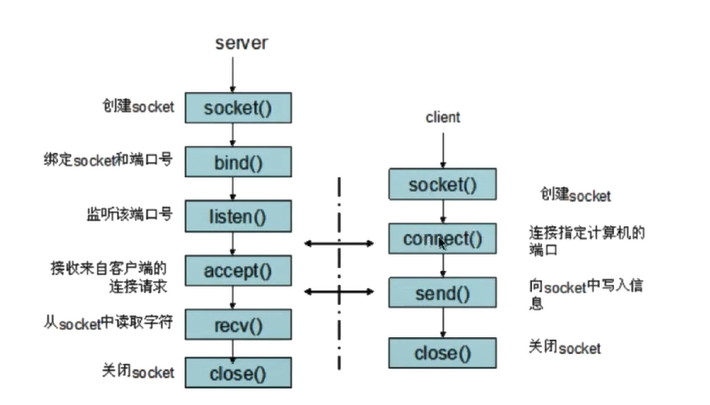 server
创建socket
socket()
绑定socket和端口号
bind()
监听该端口号
listen()
接收来自客户端的
连接请求
accept()
从socket中读取字符
recv()
关闭socket
close()
client
socket()
创建socket
connect()
连接指定计算机的
端口
send()
向socket中写入信
息
close()
关闭socket